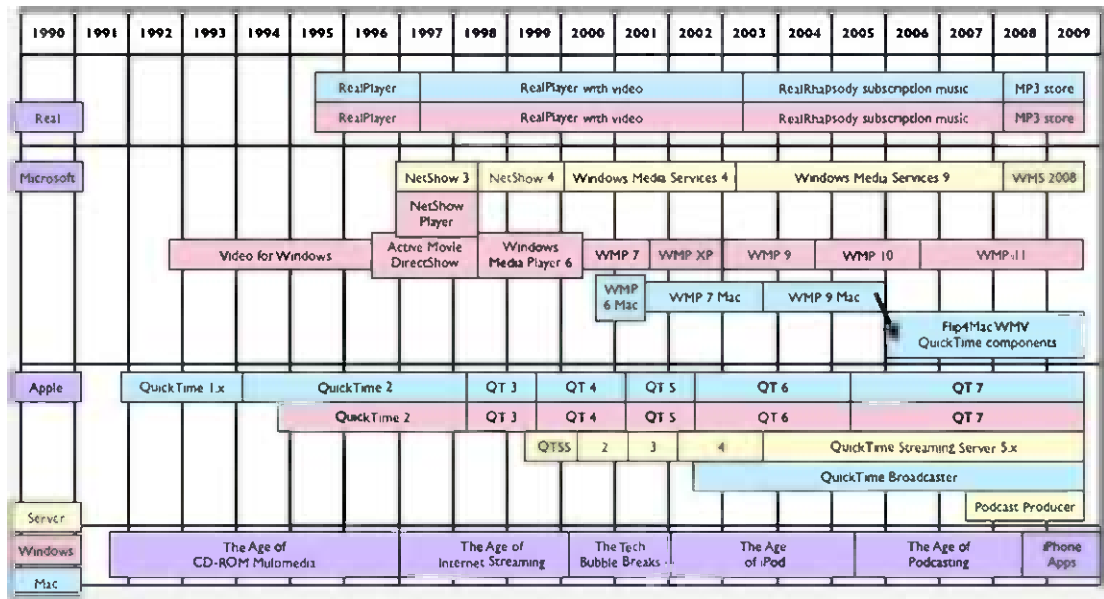 1990 1991 1992 1993 1994 1995 1996 1997 1998 1999 2000 2001 2002 2003 2004 2005 2006 2007 2008 2009
RealPlayer RealPlayer with video RealRhapsody subscription music MP3 store
Real RealPlayer RealPlayer with video RealRhapsody subscription music MP3 store
Microsoft NetShow 3 NetShow 4 Windows Media Services 4 Windows Media Services 9 WMS 2008
NetShow
Player
Video for Windows
Active Movie
DirectShow
Windows
Media Player 6
WMP 7 WMP XP WMP 9 WMP 10 WMP 11
WMP
6 Mac
WMP 7 Mac WMP 9 Mac
Flip4Mac WMV
QuickTime components
Apple QuickTime 1.x QuickTime 2 QT 3 QT 4 QT 5 QT 6 QT 7
QuickTime 2 QT 3 QT 4 QT 5 QT 6 QT 7
QTSS 2 3 4 QuickTime Streaming Server 5.x
QuickTime Broadcaster
Podcast Producer
Server
Windows
Mac
The Age of
CD-ROM Multimedia
The Age of
Internet Streaming
The Tech
Bubble Breaks
The Age
of iPod
The Age of
Podcasting
iPhone
Apps